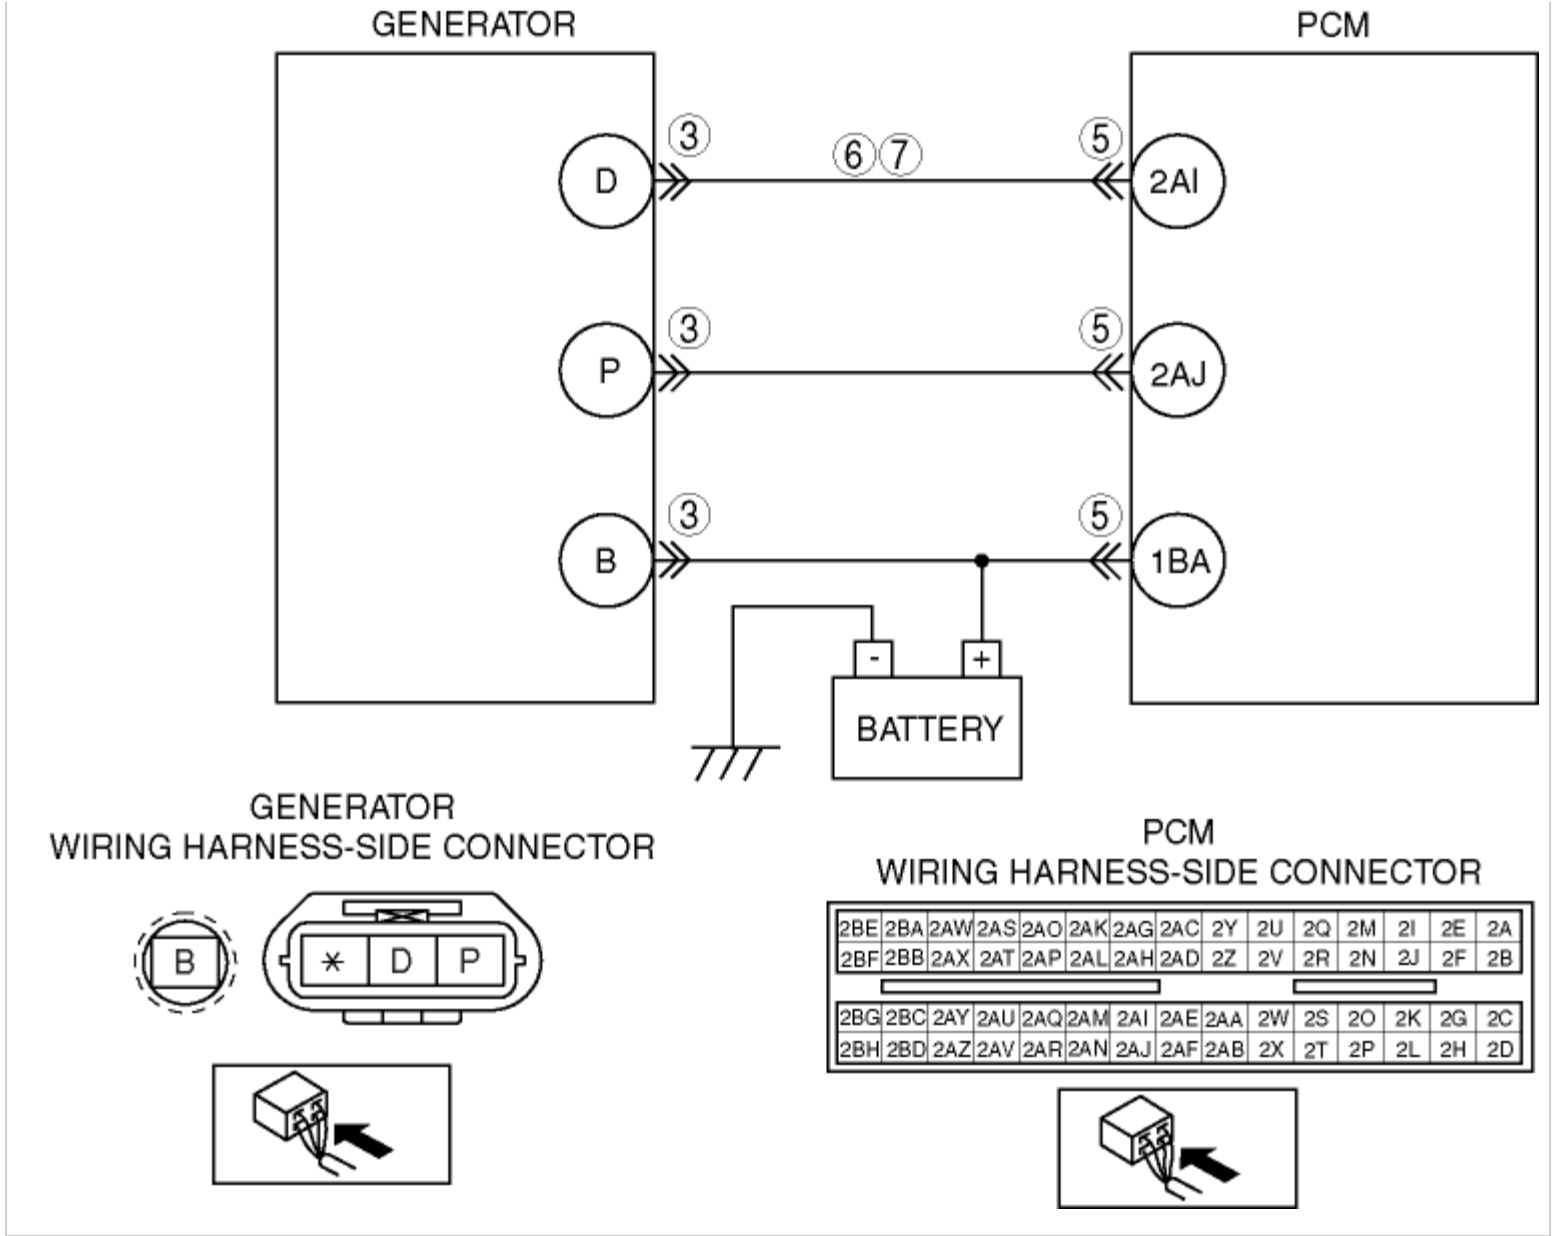 GENERATOR
PCM
3
6 7
5
D
2AI
3
5
P
2AJ
3
5
B
1BA
- +
BATTERY
GENERATOR
WIRING HARNESS-SIDE CONNECTOR
B
* D P
PCM
WIRING HARNESS-SIDE CONNECTOR
2BE 2BA 2AW 2AS 2AO 2AK 2AG 2AC 2Y 2U 2Q 2M 2I 2E 2A
2BF 2BB 2AX 2AT 2AP 2AL 2AH 2AD 2Z 2V 2R 2N 2J 2F 2B
2BG 2BC 2AY 2AU 2AQ 2AM 2AI 2AE 2AA 2W 2S 2O 2K 2G 2C
2BH 2BD 2AZ 2AV 2AR 2AN 2AJ 2AF 2AB 2X 2T 2P 2L 2H 2D